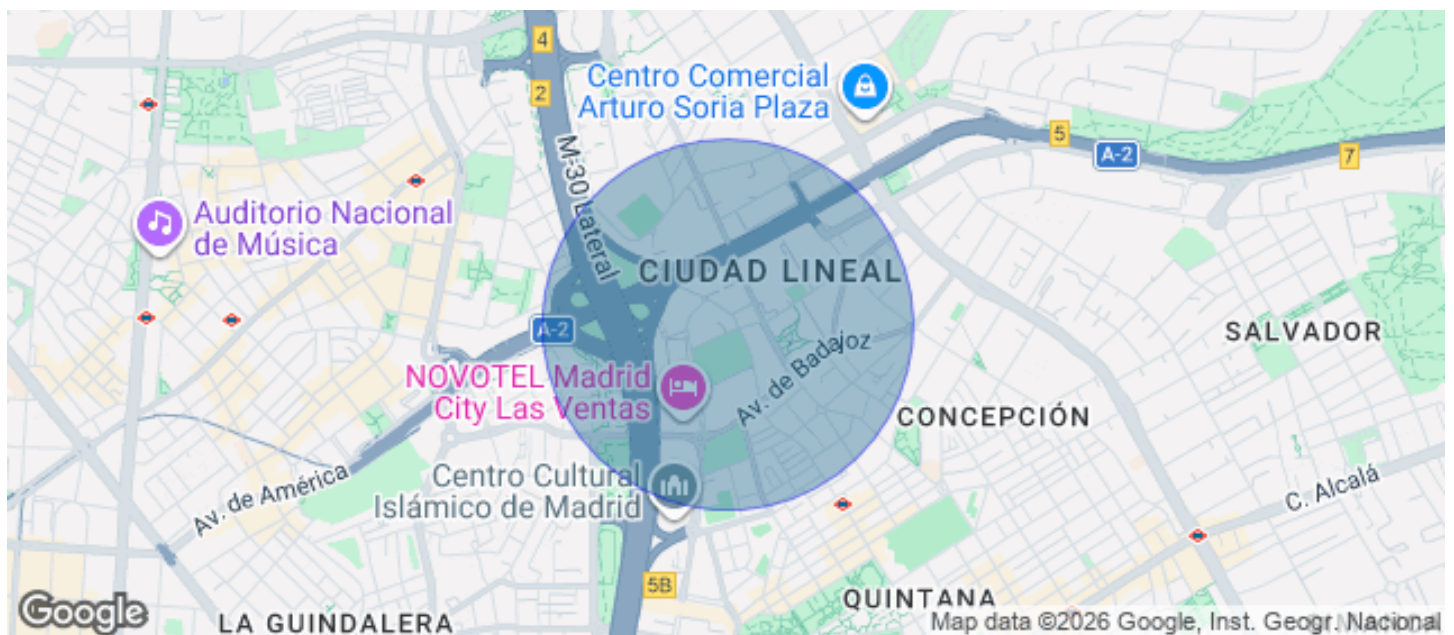 4
2
M-30 Lateral
Centro Comercial
Arturo Soria Plaza
5
A-2
7
Auditorio Nacional
de Música
CIUDAD LINEAL
A-2
SALVADOR
NOVOTEL Madrid
City Las Ventas
Av. de Badajoz
CONCEPCIÓN
Centro Cultural
Islámico de Madrid
Av. de América
C. Alcalá
5B
QUINTANA
LA GUINDALERA
Google
Map data ©2026 Google, Inst. Geogr. Nacional